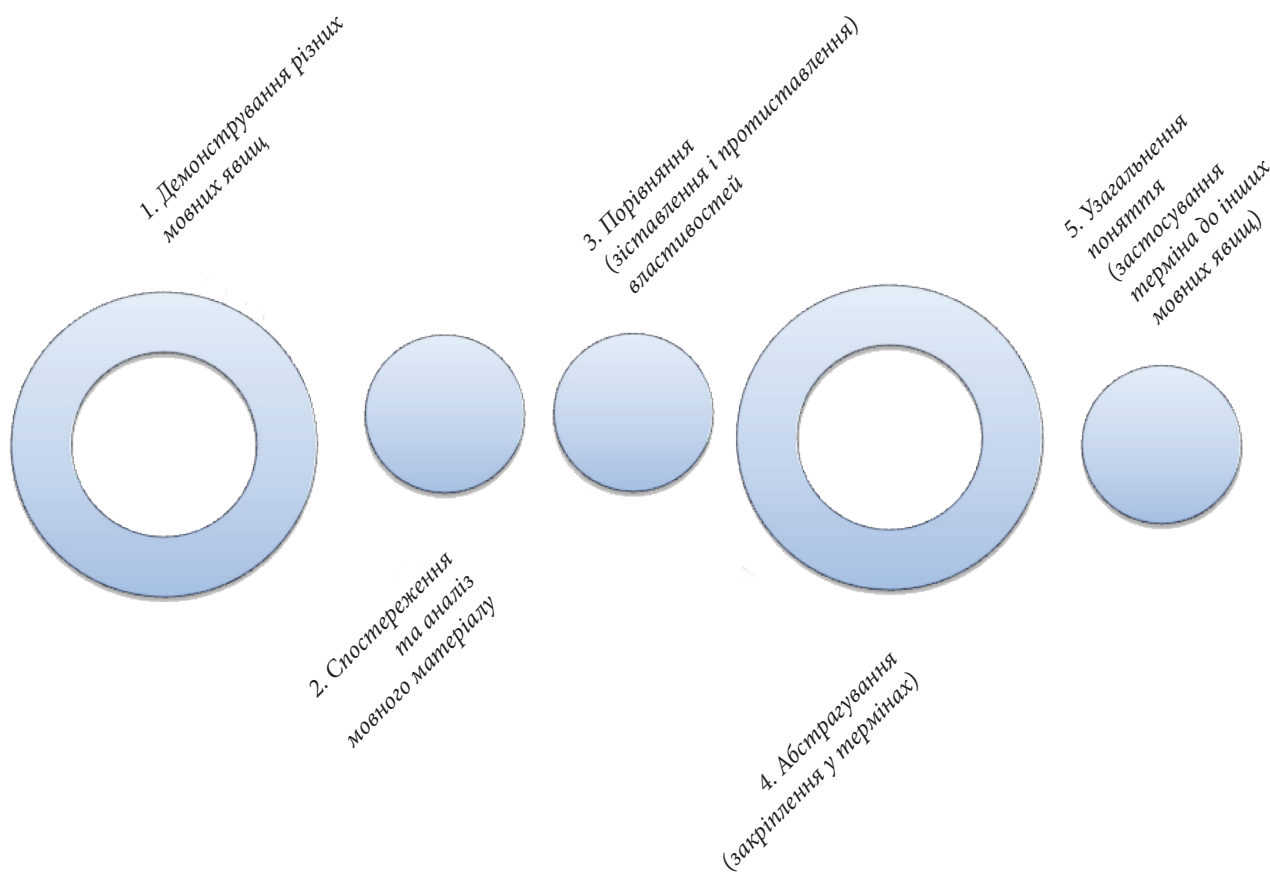 1. Демонстрування різних
мовних явищ
2. Спостереження
та аналіз
мовного матеріалу
3. Порівняння
(зіставлення і протиставлення)
властивостей
4. Абстрагування
(закріплення у термінах)
5. Узагальнення
поняття
(застосування
терміна до інших
мовних явищ)